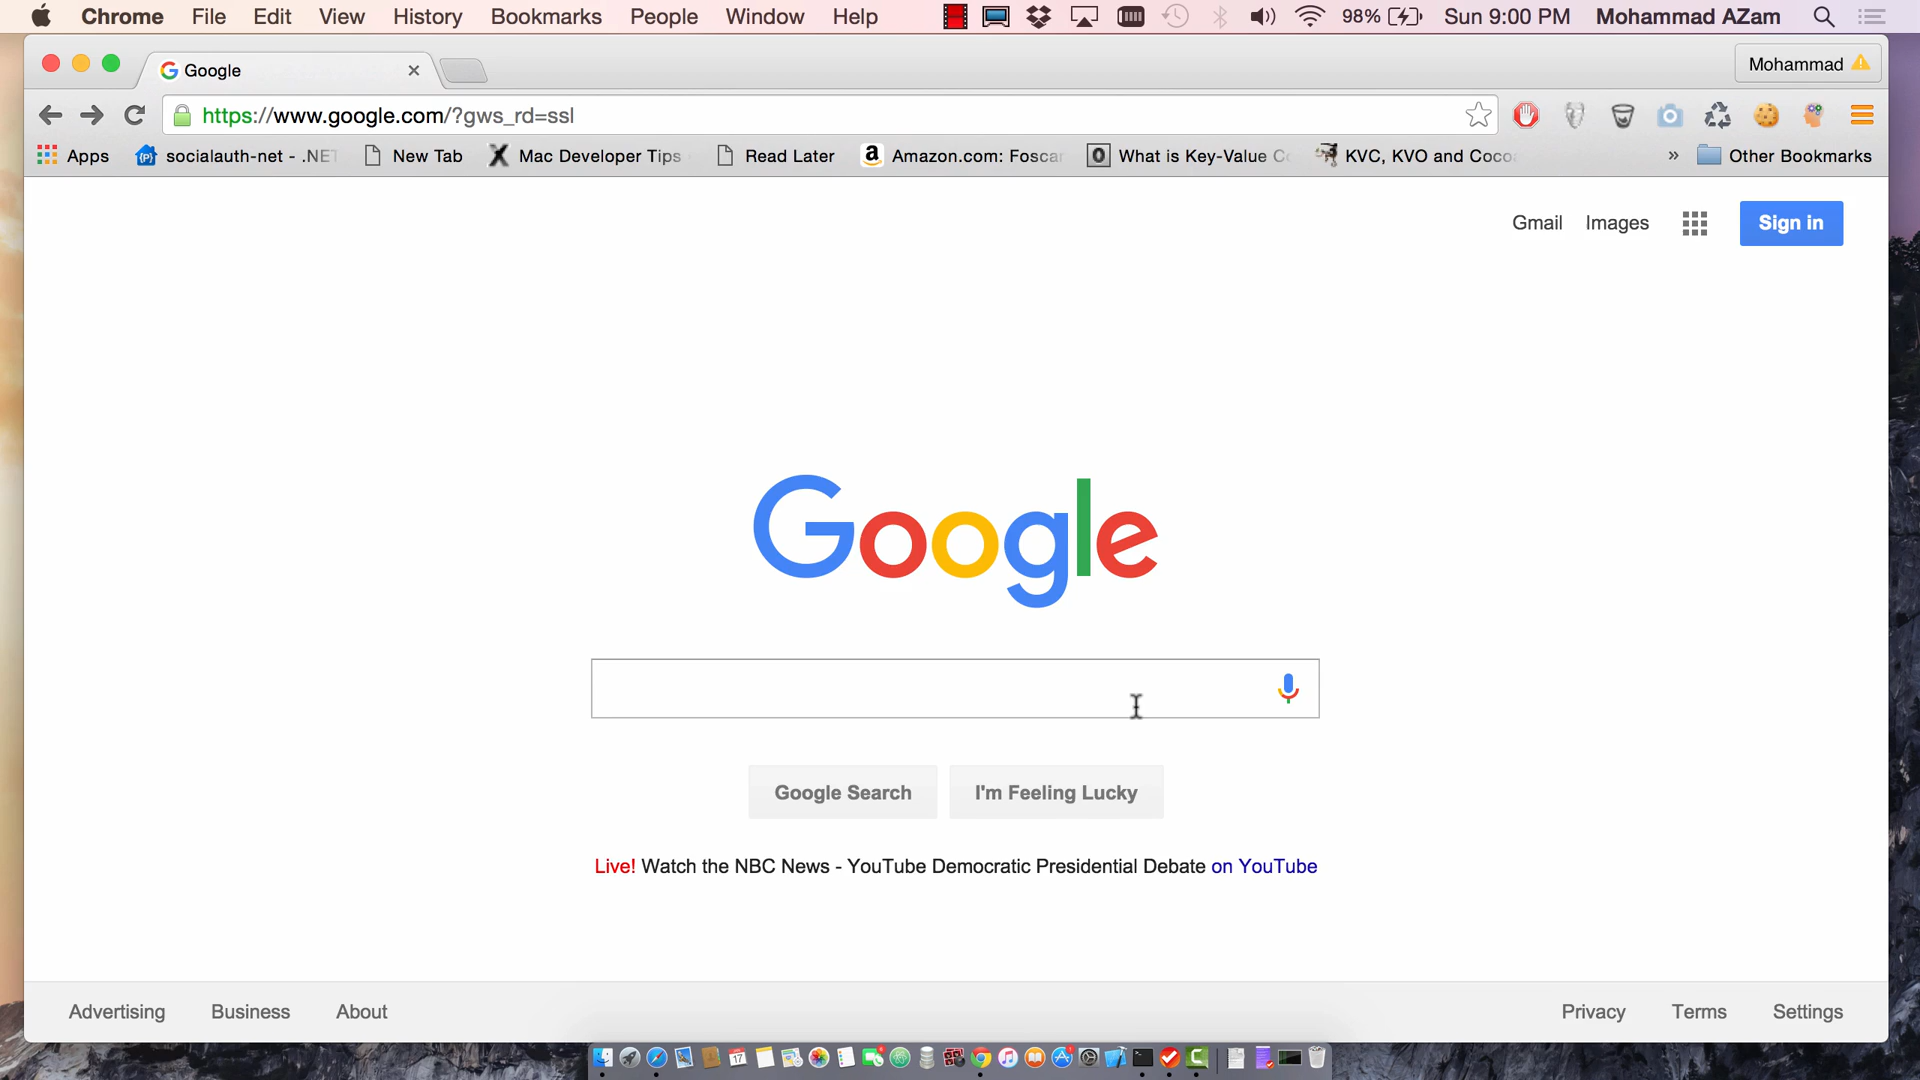 Chrome File Edit View History Bookmarks People Window Help 98% Sun 9:00 PM Mohammad AZam
Google Mohammad
https://www.google.com/?gws_rd=ssl
Apps socialauth-net - .NET New Tab Mac Developer Tips Read Later Amazon.com: Foscar What is Key-Value Co KVC, KVO and Coco » Other Bookmarks
Gmail Images Sign in
Google
Google Search I'm Feeling Lucky
Live! Watch the NBC News - YouTube Democratic Presidential Debate on YouTube
Advertising Business About Privacy Terms Settings
17